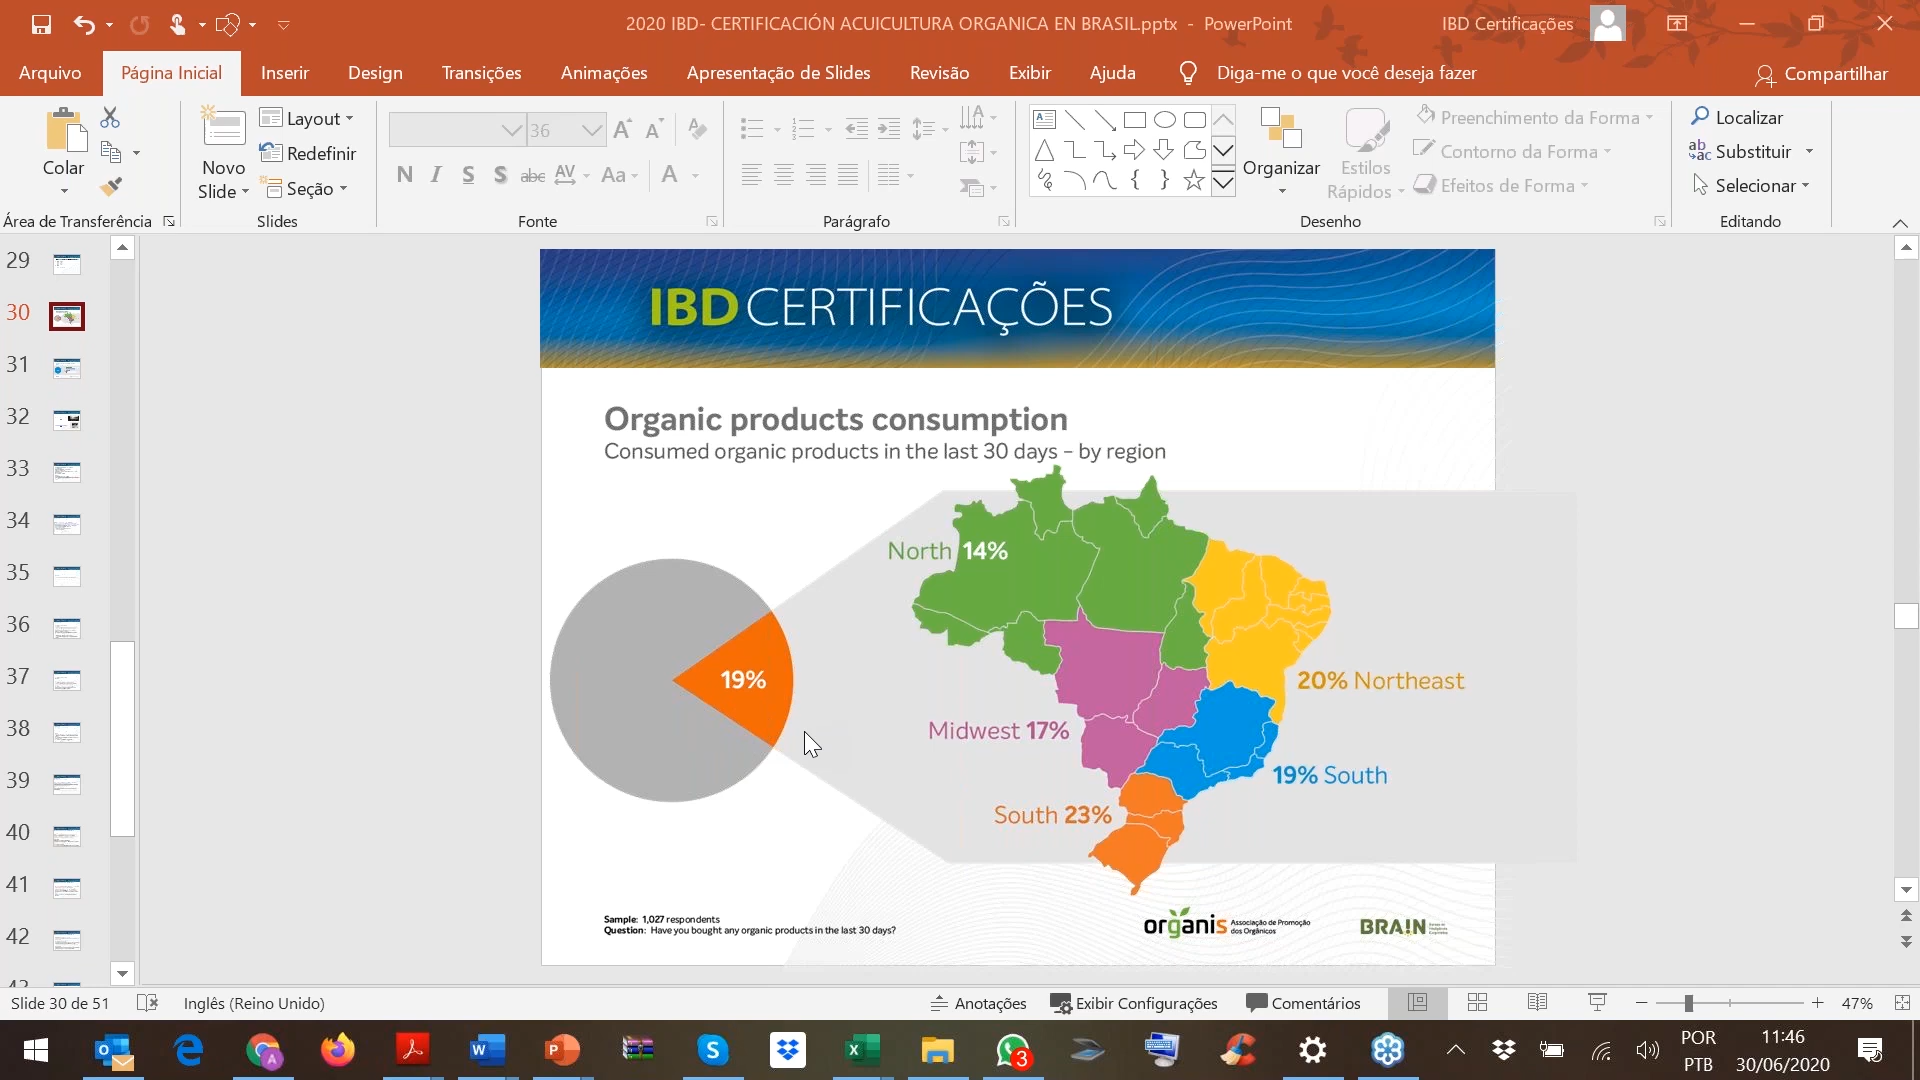 2020 IBD- CERTIFICACIÓN ACUICULTURA ORGANICA EN BRASIL.pptx - PowerPoint
IBD Certificações
Arquivo
Página Inicial
Inserir
Design
Transições
Animações
Apresentação de Slides
Revisão
Exibir
Ajuda
Diga-me o que você deseja fazer
Compartilhar
Colar
Novo
Slide
Layout
Redefinir
Seção
36
N I S S abc AV Aa A
Organizar
Estilos
Rápidos
Preenchimento da Forma
Contorno da Forma
Efeitos de Forma
Localizar
Substituir
Selecionar
Área de Transferência
Slides
Fonte
Parágrafo
Desenho
Editando
29
30
31
32
33
34
35
36
37
38
39
40
41
42
43
IBD CERTIFICAÇÕES
Organic products consumption
Consumed organic products in the last 30 days – by region
North 14%
19%
20% Northeast
Midwest 17%
19% South
South 23%
Sample: 1,027 respondents
Question: Have you bought any organic products in the last 30 days?
organis
Associação de Promoção
dos Orgânicos
BRAIN
Slide 30 de 51
Inglês (Reino Unido)
Anotações
Exibir Configurações
Comentários
47%
3
POR
PTB
11:46
30/06/2020